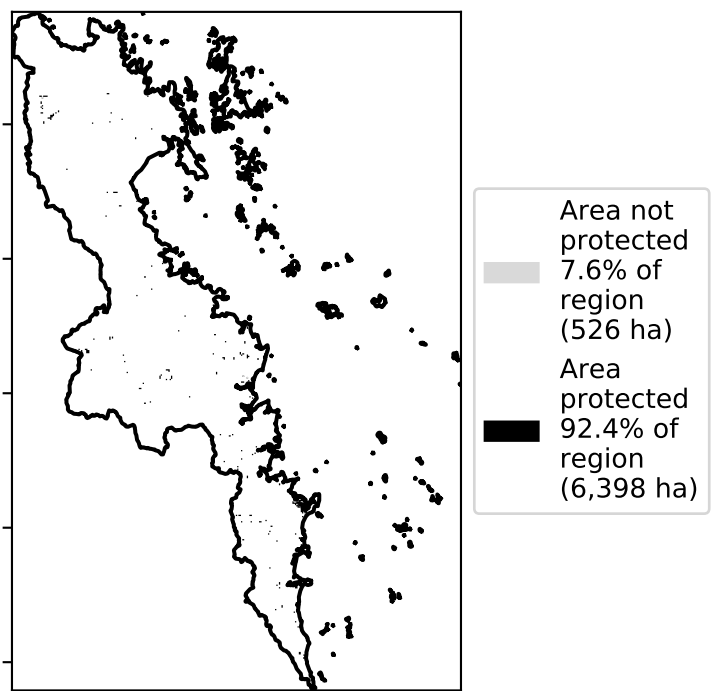 Area not
protected
7.6% of
region
(526 ha)
Area
protected
92.4% of
region
(6,398 ha)